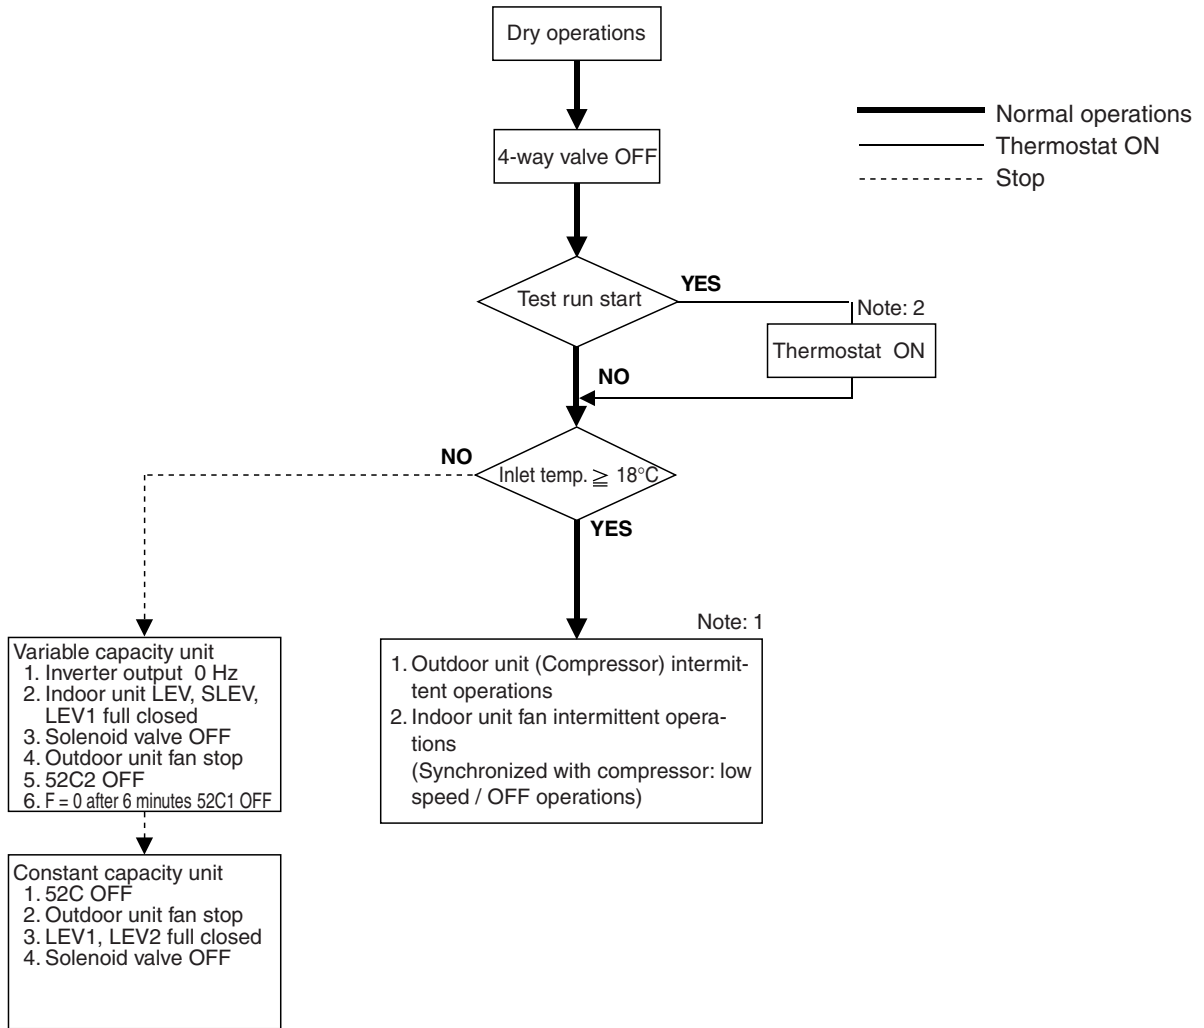 Dry operations
Normal operations
Thermostat ON
Stop
4-way valve OFF
Test run start
YES
Note: 2
Thermostat ON
NO
Inlet temp. ≧ 18°C
NO
YES
Note: 1
1. Outdoor unit (Compressor) intermit-
tent operations
2. Indoor unit fan intermittent opera-
tions
(Synchronized with compressor: low
speed / OFF operations)
Variable capacity unit
1. Inverter output 0 Hz
2. Indoor unit LEV, SLEV,
LEV1 full closed
3. Solenoid valve OFF
4. Outdoor unit fan stop
5. 52C2 OFF
6. F = 0 after 6 minutes 52C1 OFF
Constant capacity unit
1. 52C OFF
2. Outdoor unit fan stop
3. LEV1, LEV2 full closed
4. Solenoid valve OFF